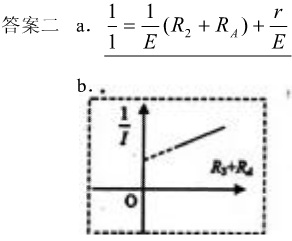 答案二 a. 1/1 = 1/E (R₂ + R_A) + r/E
b.
1/I
R₂+R_A
O